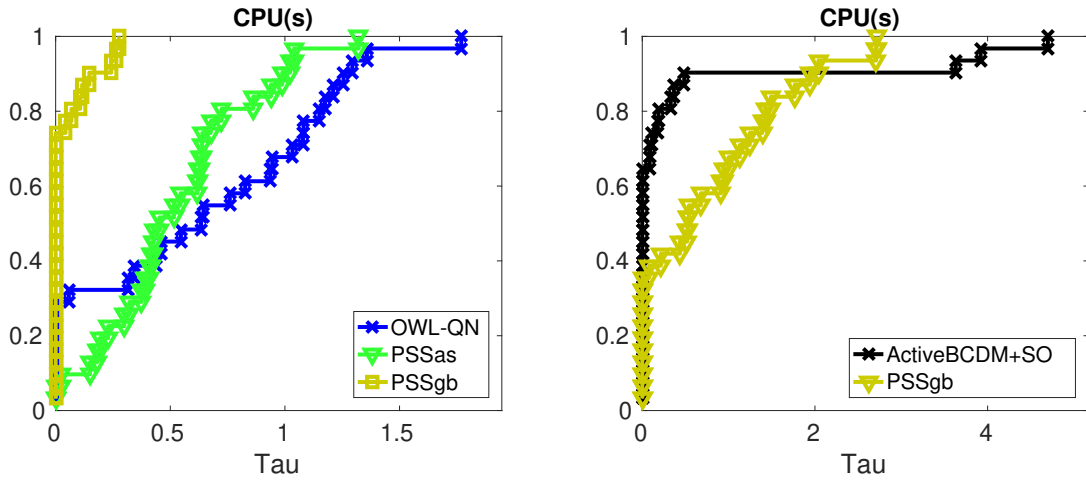 CPU(s)
1
0.8
0.6
0.4
0.2
0
0
0.5
1
1.5
Tau
OWL-QN
PSSas
PSSgb
CPU(s)
1
0.8
0.6
0.4
0.2
0
0
2
4
Tau
ActiveBCDM+SO
PSSgb